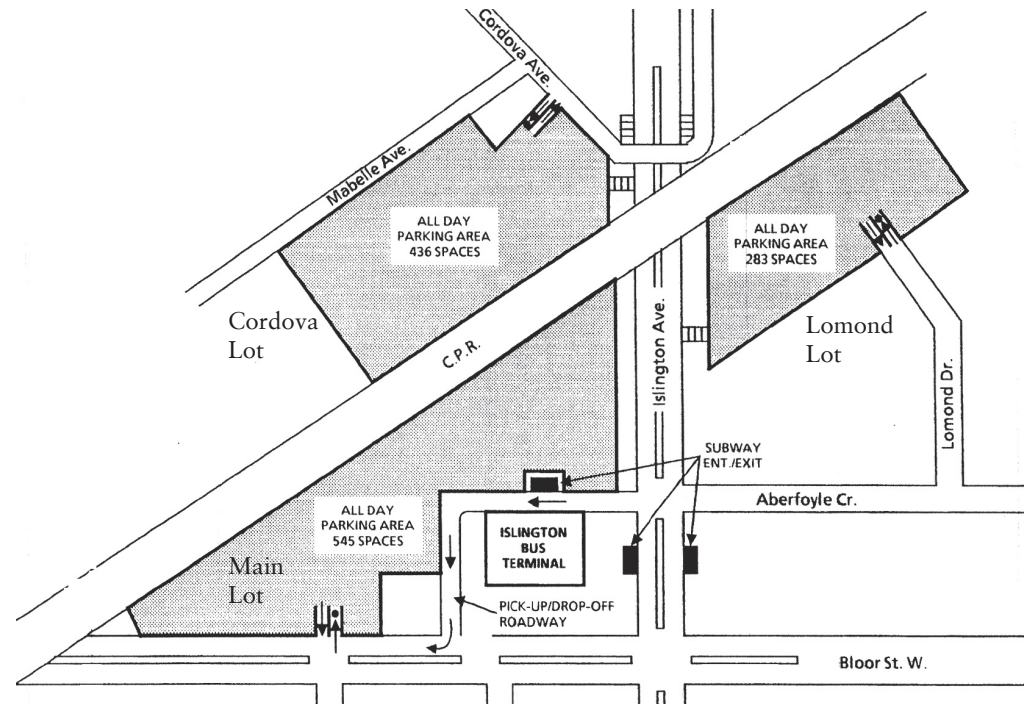 Cordova Ave.
Mabelle Ave.
ALL DAY
PARKING AREA
436 SPACES
ALL DAY
PARKING AREA
283 SPACES
Cordova
Lot
C.P.R.
Islington Ave.
Lomond
Lot
Lomond Dr.
SUBWAY
ENT./EXIT
Aberfoyle Cr.
ALL DAY
PARKING AREA
545 SPACES
ISLINGTON
BUS
TERMINAL
Main
Lot
PICK-UP/DROP-OFF
ROADWAY
Bloor St. W.